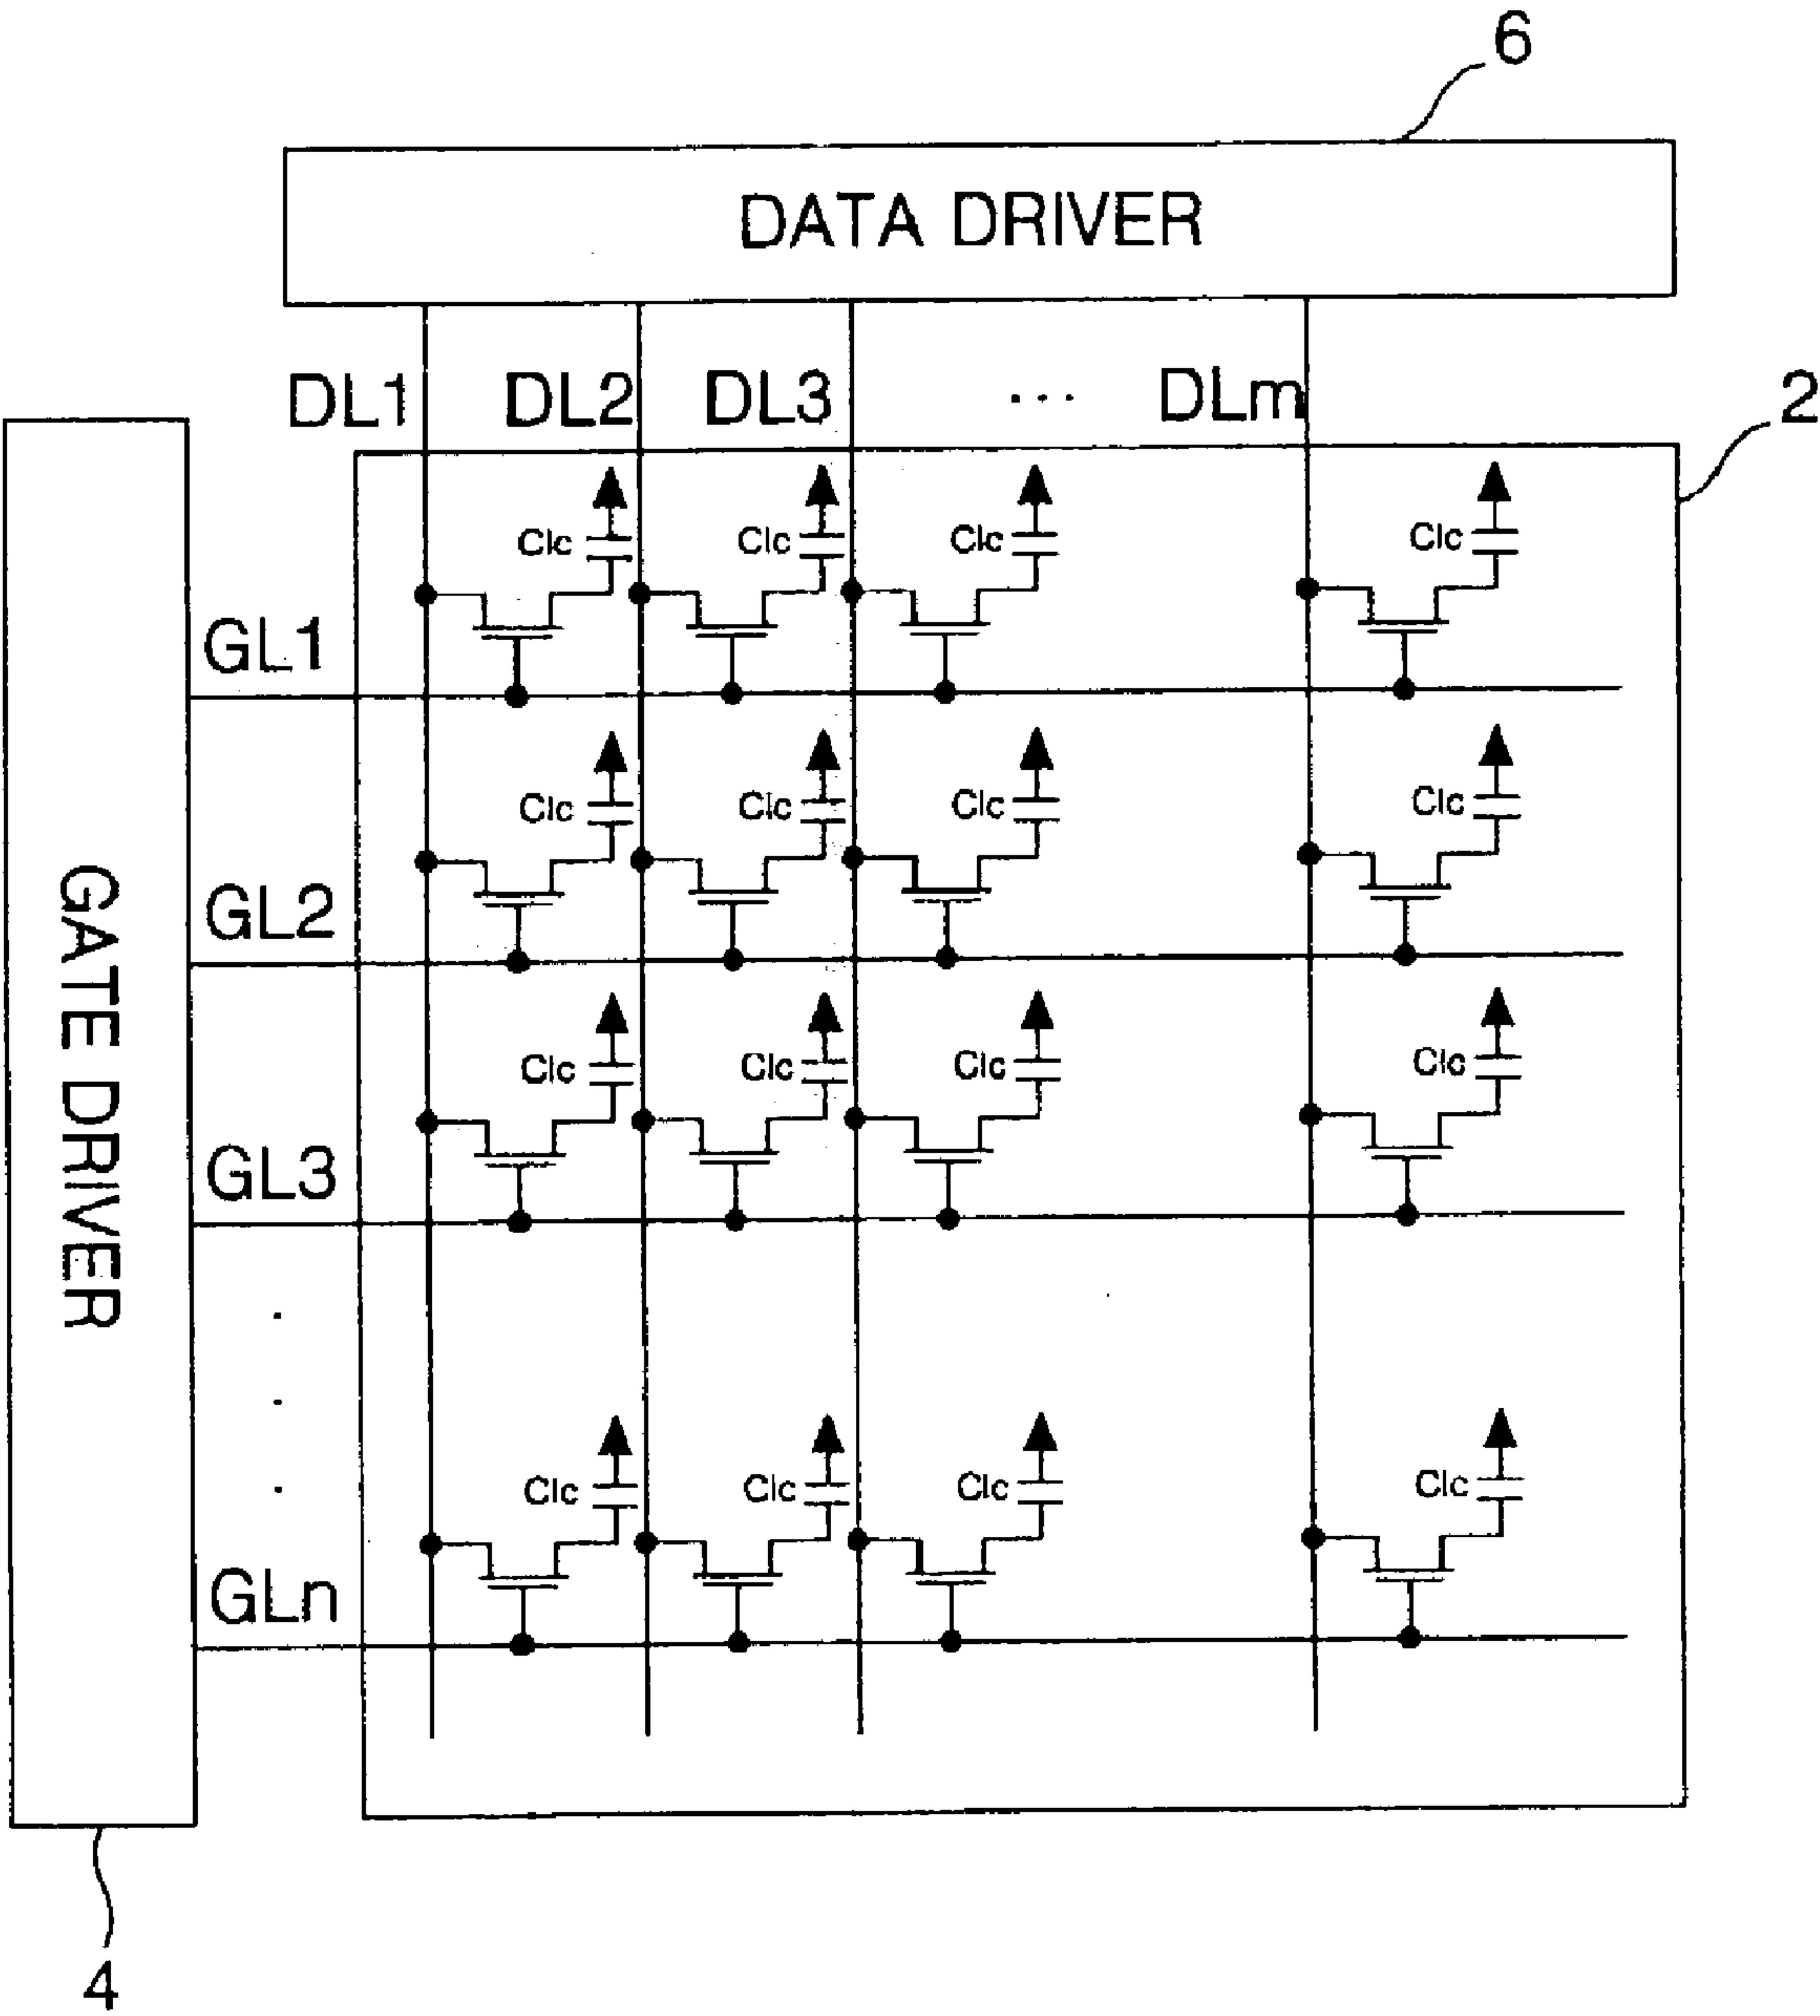 6
DATA DRIVER
DL1 DL2 DL3 ... DLm
2
Clc Clc Clc Clc
GL1
Clc Clc Clc Clc
GL2
Clc Clc Clc Clc
GL3
GATE DRIVER
.
.
.
Clc Clc Clc Clc
GLn
4